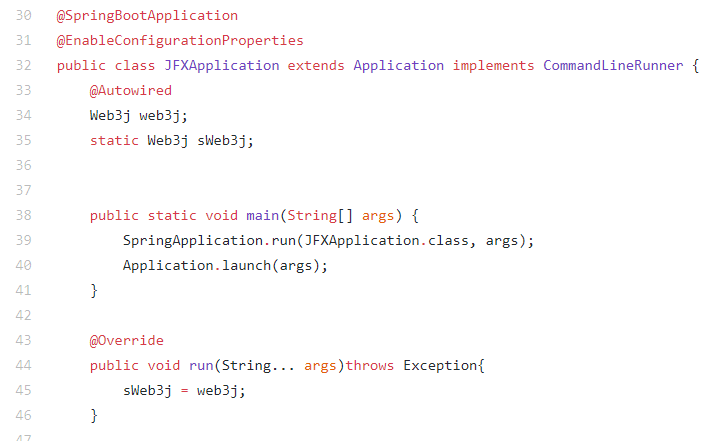 30 @SpringBootApplication
31 @EnableConfigurationProperties
32 public class JFXApplication extends Application implements CommandLineRunner {
33     @Autowired
34     Web3j web3j;
35     static Web3j sWeb3j;
36
37
38     public static void main(String[] args) {
39         SpringApplication.run(JFXApplication.class, args);
40         Application.launch(args);
41     }
42
43     @Override
44     public void run(String... args)throws Exception{
45         sWeb3j = web3j;
46     }
47